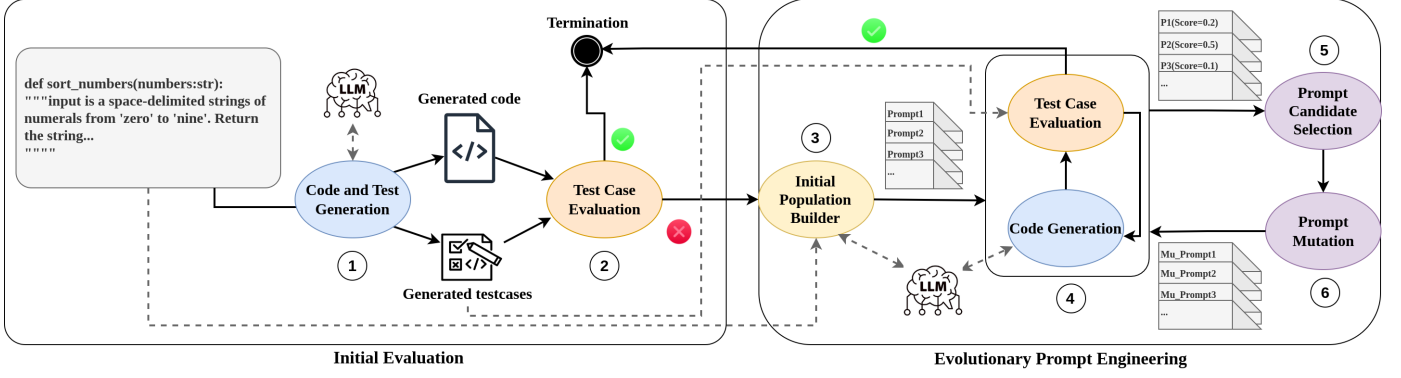 Termination
def sort_numbers(numbers:str):
"""input is a space-delimited strings of
numerals from 'zero' to 'nine'. Return
the string...
""""
LLM
Generated code
</>
Code and Test
Generation
1
</>
Generated testcases
Test Case
Evaluation
2
Initial Evaluation
3
Initial
Population
Builder
Prompt1
Prompt2
Prompt3
...
LLM
Test Case
Evaluation
Code Generation
4
P1(Score=0.2)
P2(Score=0.5)
P3(Score=0.1)
...
5
Prompt
Candidate
Selection
Prompt
Mutation
6
Mu_Prompt1
Mu_Prompt2
Mu_Prompt3
...
Evolutionary Prompt Engineering